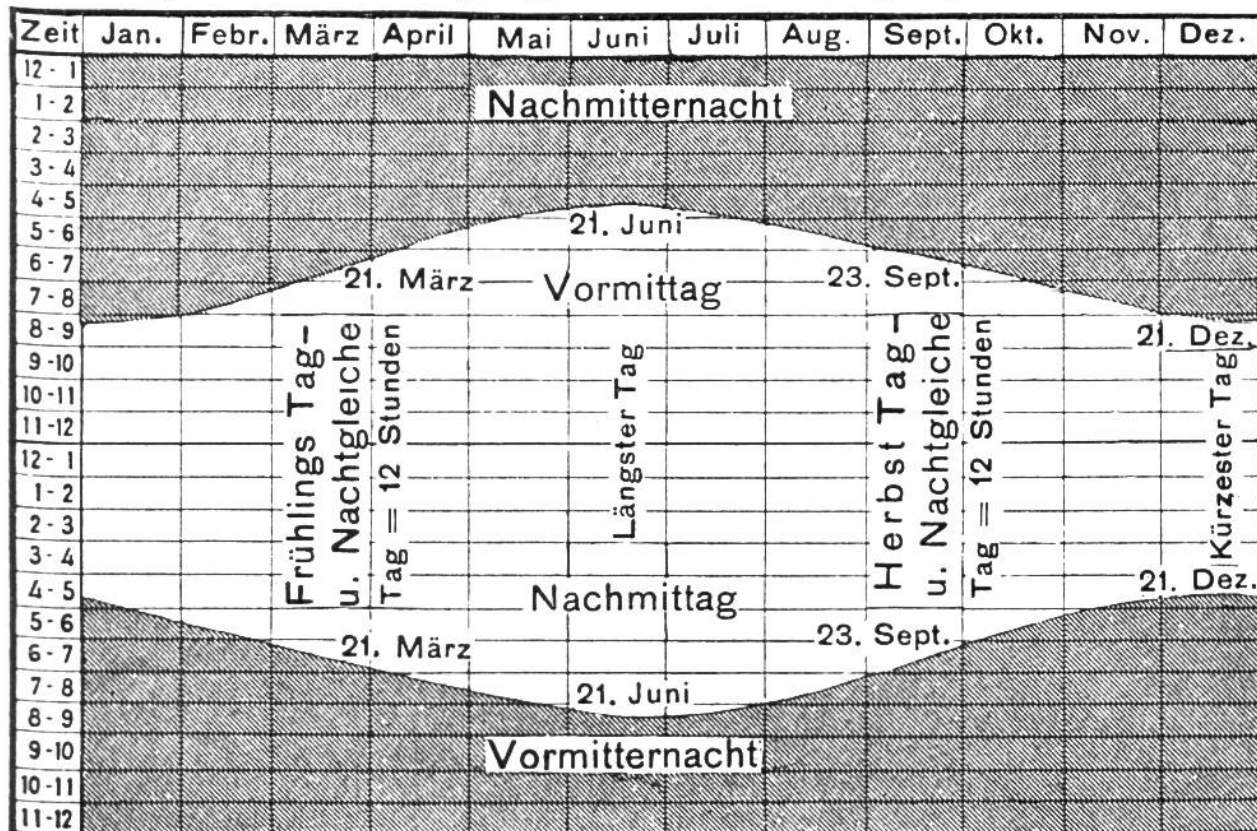 Zeit Jan. Febr. März April Mai Juni Juli Aug. Sept. Okt. Nov. Dez.
12 - 1
1 - 2
Nachmitternacht
2 - 3
3 - 4
4 - 5
5 - 6
21. Juni
6 - 7
21. März
Vormittag
23. Sept.
7 - 8
8 - 9
21. Dez.
9 - 10
10 - 11
11 - 12
12 - 1
1 - 2
2 - 3
3 - 4
4 - 5
Frühlings Tag-
u. Nachtgleiche
Tag = 12 Stunden
Längster Tag
Herbst Tag-
u. Nachtgleiche
Tag = 12 Stunden
Kürzester Tag
21. Dez.
Nachmittag
5 - 6
21. März
23. Sept.
6 - 7
7 - 8
21. Juni
8 - 9
9 - 10
Vormitternacht
10 - 11
11 - 12